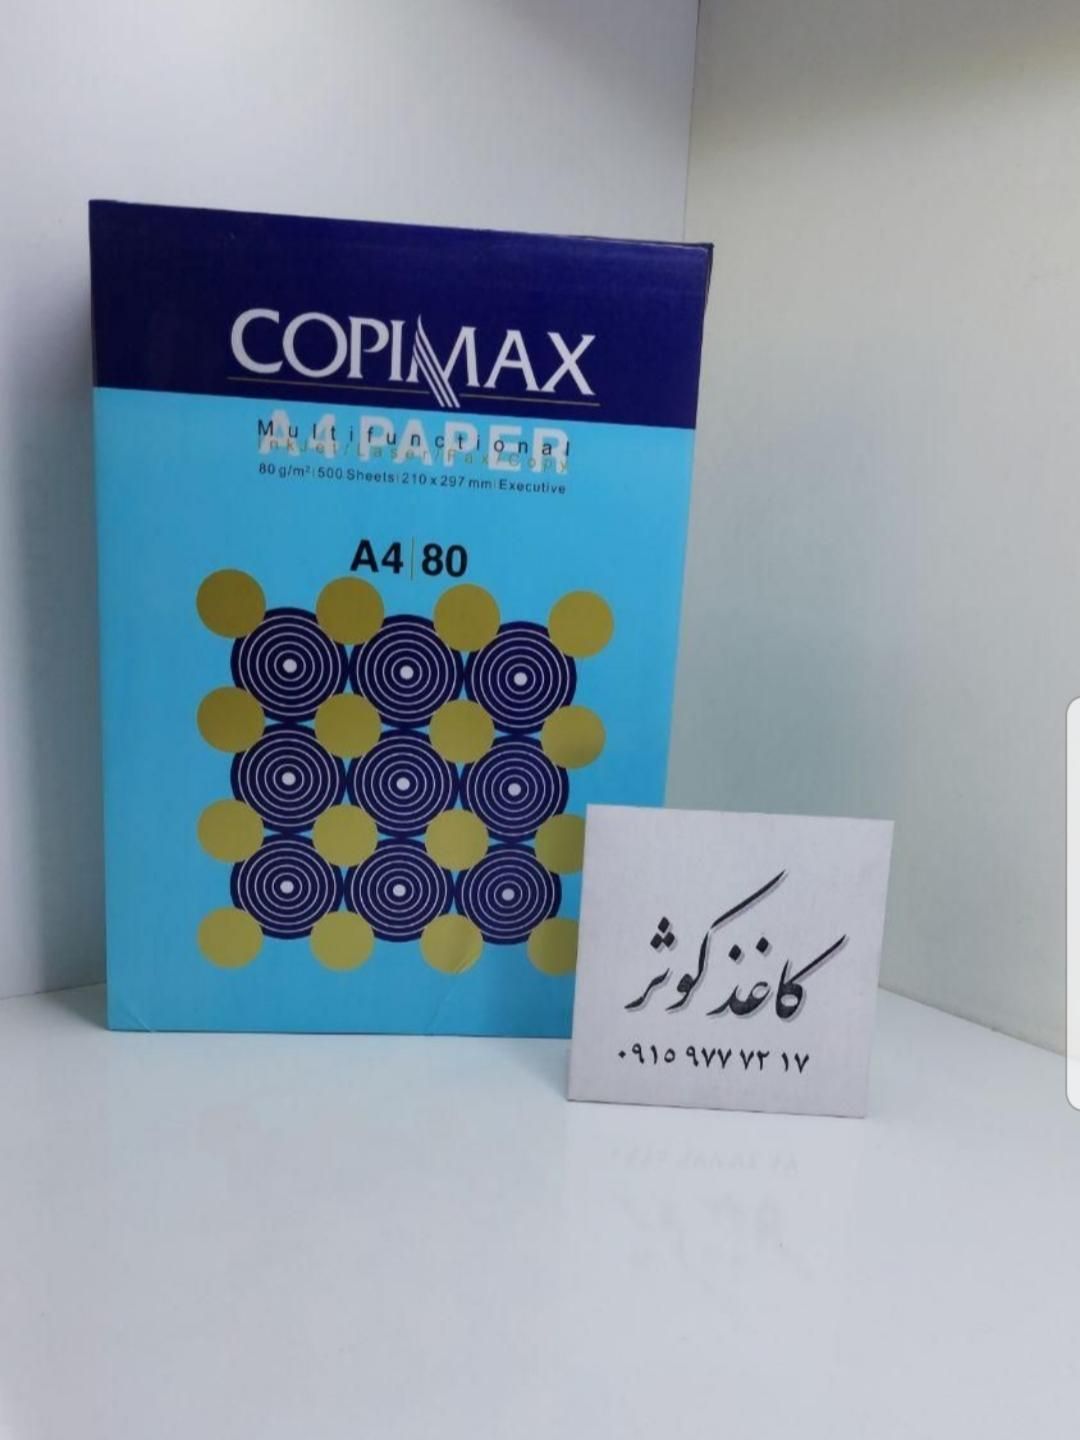 COPIMAX
A4 PAPER
Multifunctional
Inkjet/Laser/Fax/Copy
80 g/m² | 500 Sheets | 210 x 297 mm | Executive
A4 | 80
کاغذ کوثر
۰۹۱۵ ۹۷۷ ۷۲ ۱۷